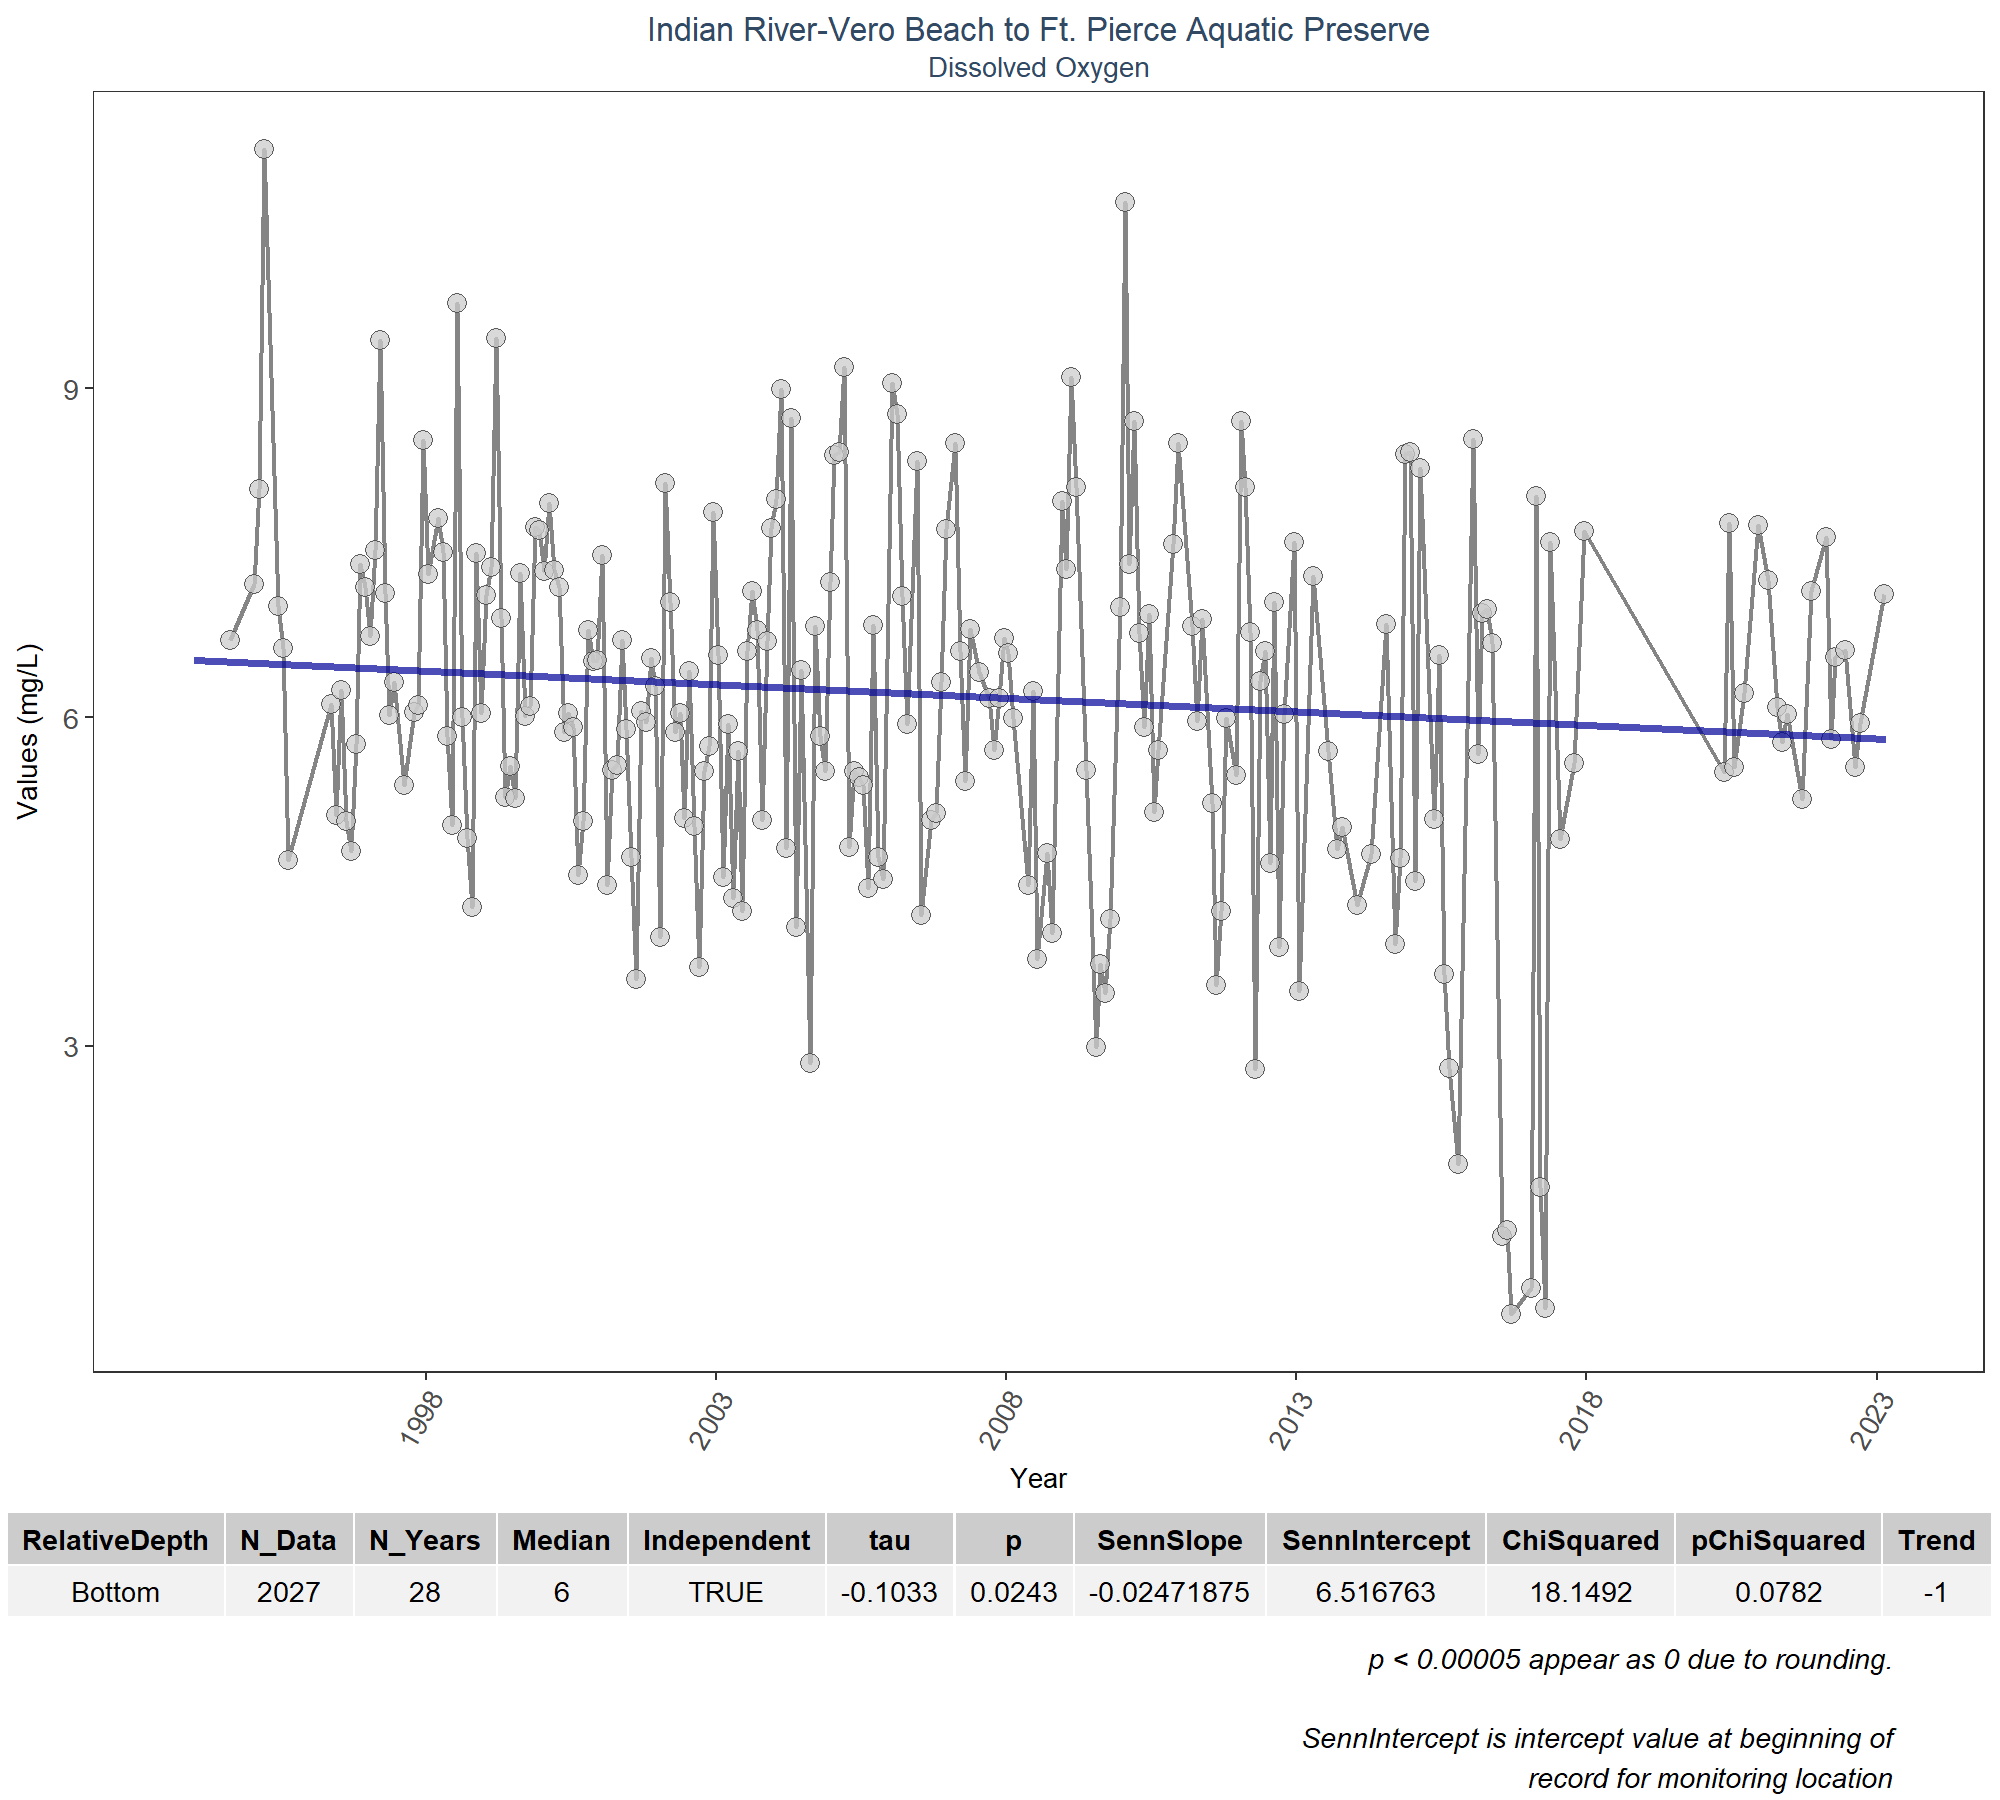 Indian River-Vero Beach to Ft. Pierce Aquatic Preserve
Dissolved Oxygen
Values (mg/L)
9
6
3
1998 2003 2008 2013 2018 2023
Year
RelativeDepth N_Data N_Years Median Independent tau p SennSlope SennIntercept ChiSquared pChiSquared Trend
Bottom 2027 28 6 TRUE -0.1033 0.0243 -0.02471875 6.516763 18.1492 0.0782 -1
p < 0.00005 appear as 0 due to rounding.
SennIntercept is intercept value at beginning of
record for monitoring location